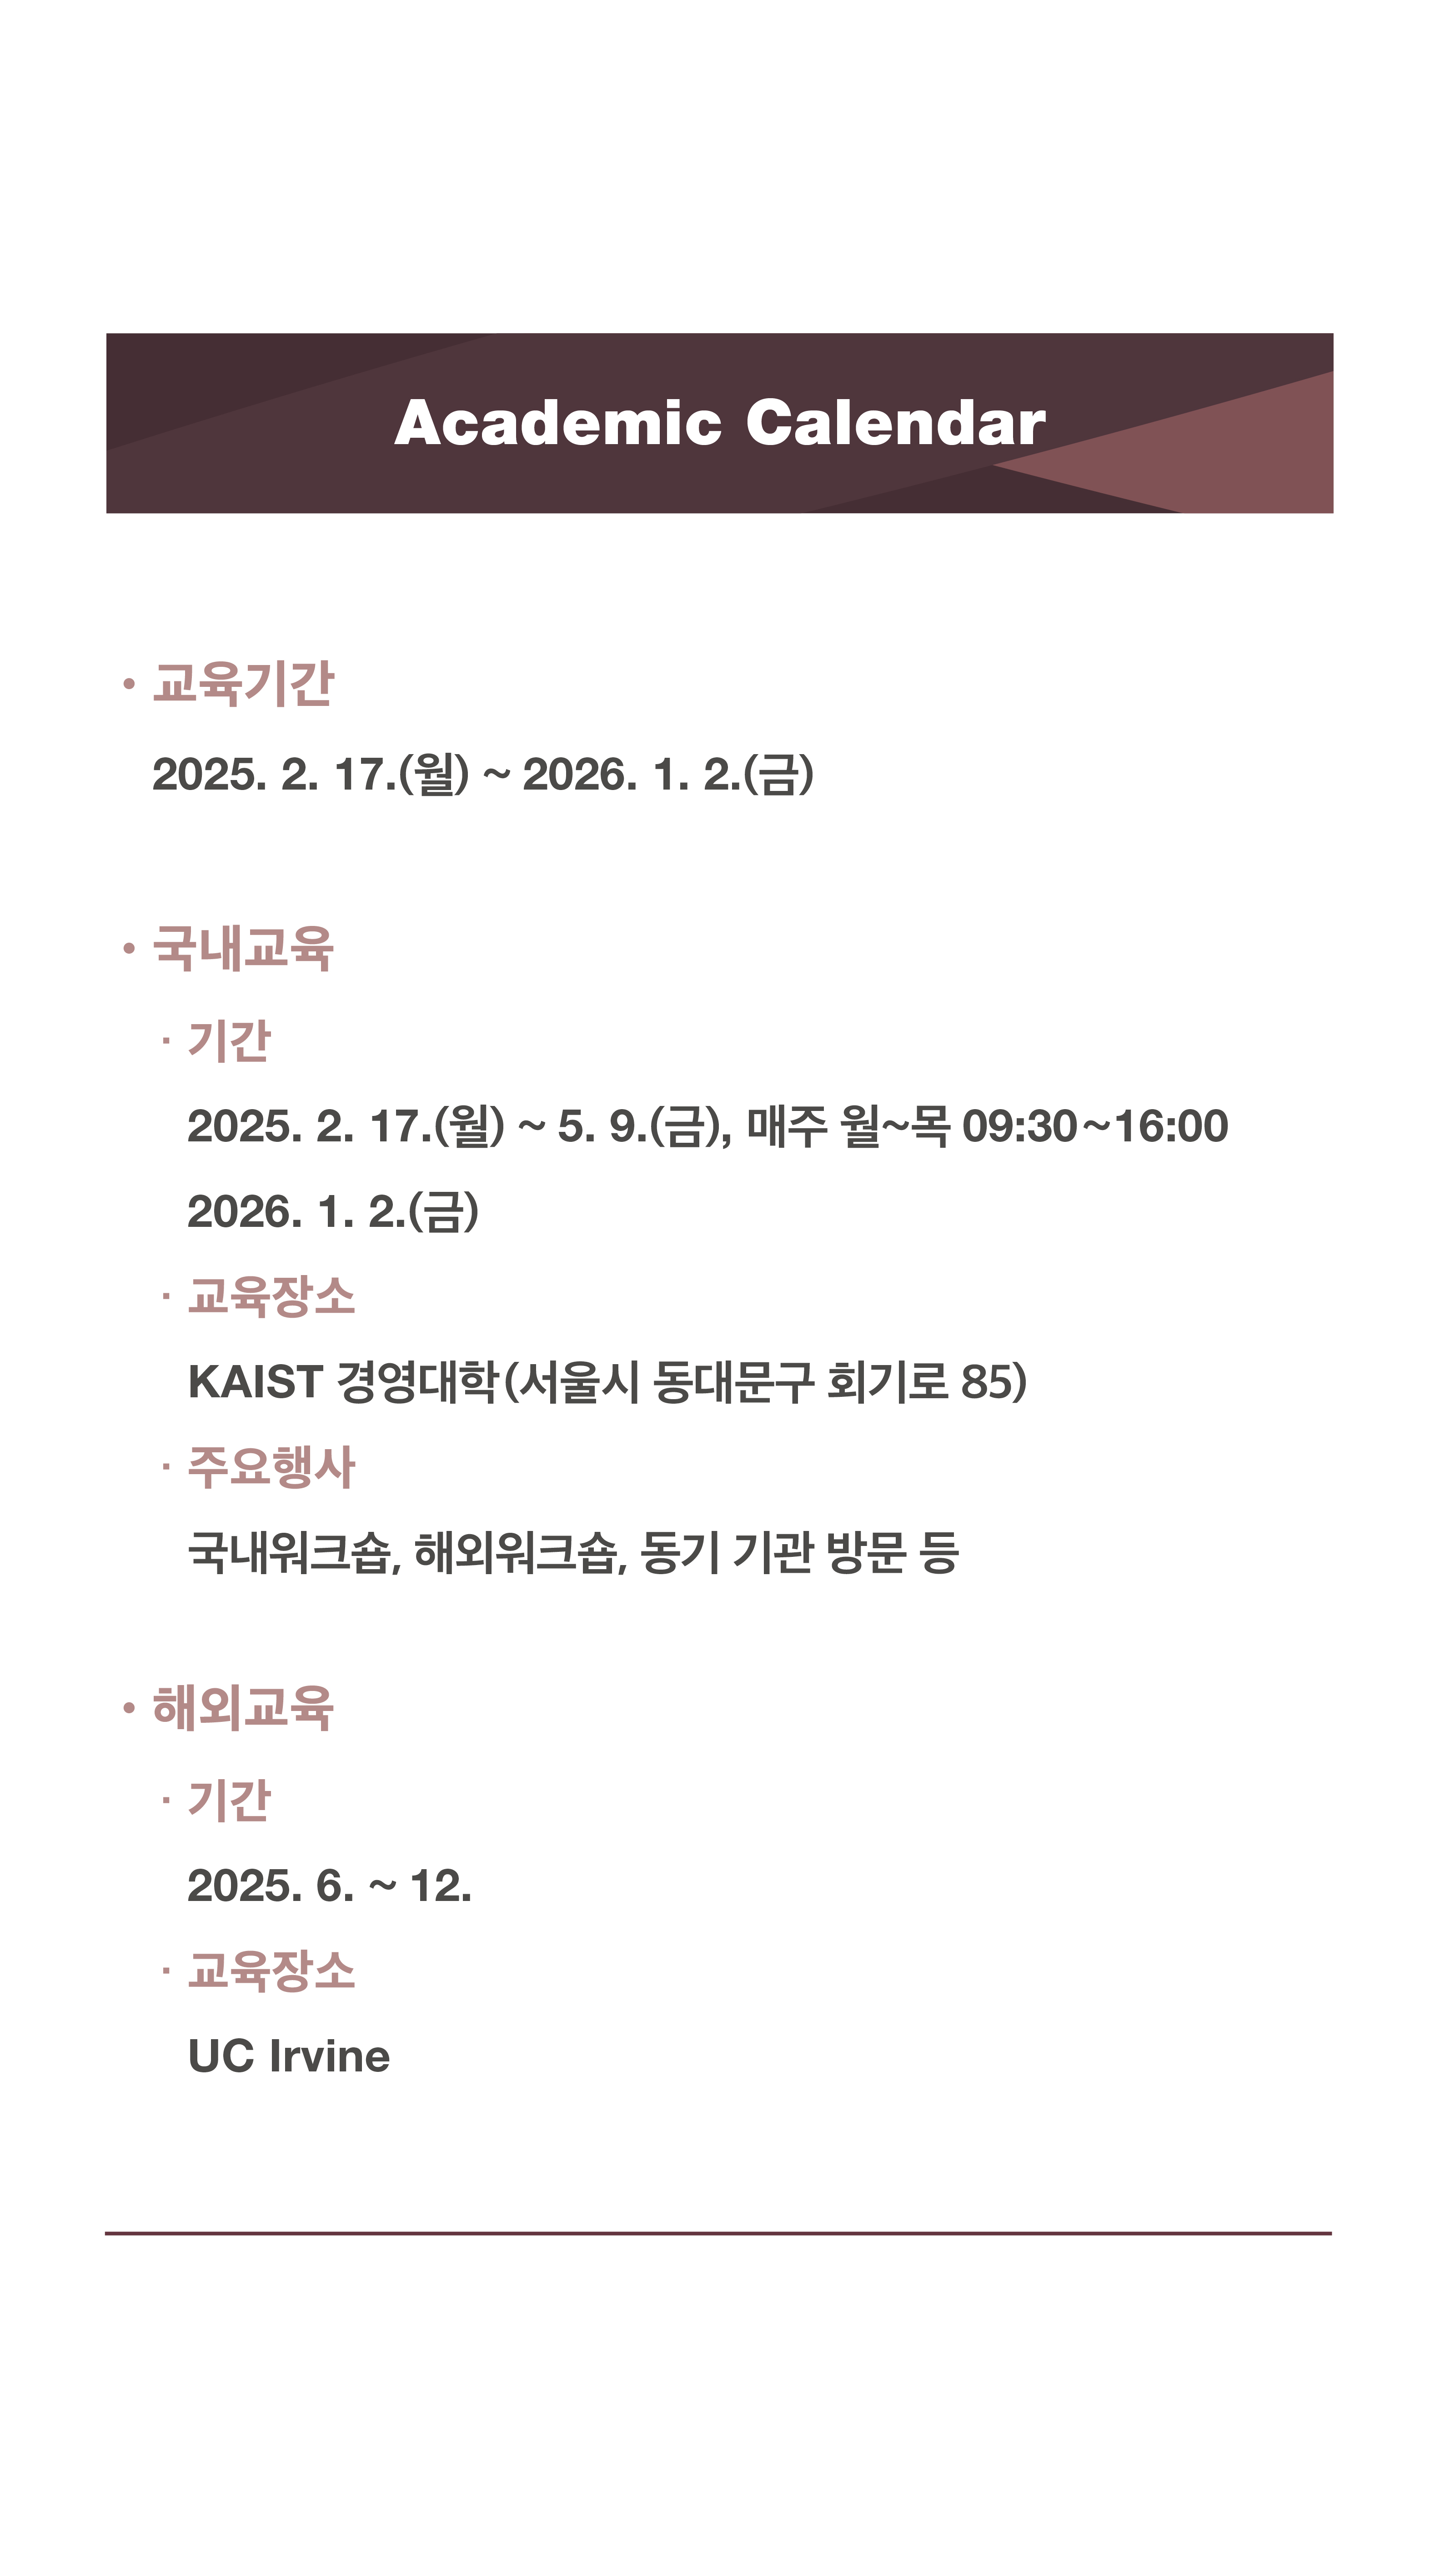 Academic Calendar
• 교육기간
2025. 2. 17.(월) ~ 2026. 1. 2.(금)
• 국내교육
· 기간
2025. 2. 17.(월) ~ 5. 9.(금), 매주 월~목 09:30~16:00
2026. 1. 2.(금)
· 교육장소
KAIST 경영대학(서울시 동대문구 회기로 85)
· 주요행사
국내워크숍, 해외워크숍, 동기 기관 방문 등
• 해외교육
· 기간
2025. 6. ~ 12.
· 교육장소
UC Irvine